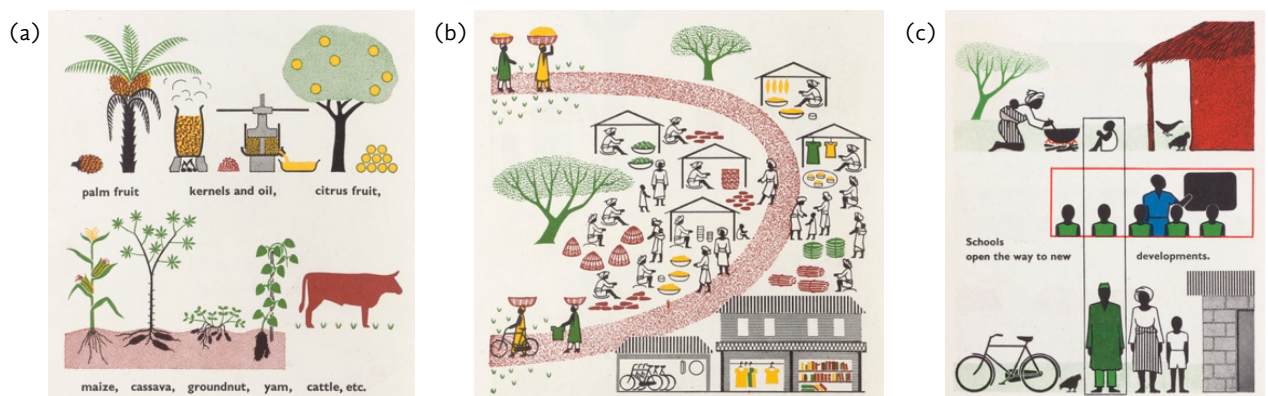 (a)
palm fruit
kernels and oil,
citrus fruit,
maize, cassava, groundnut, yam, cattle, etc.
(b)
(c)
Schools
open the way to new
developments.